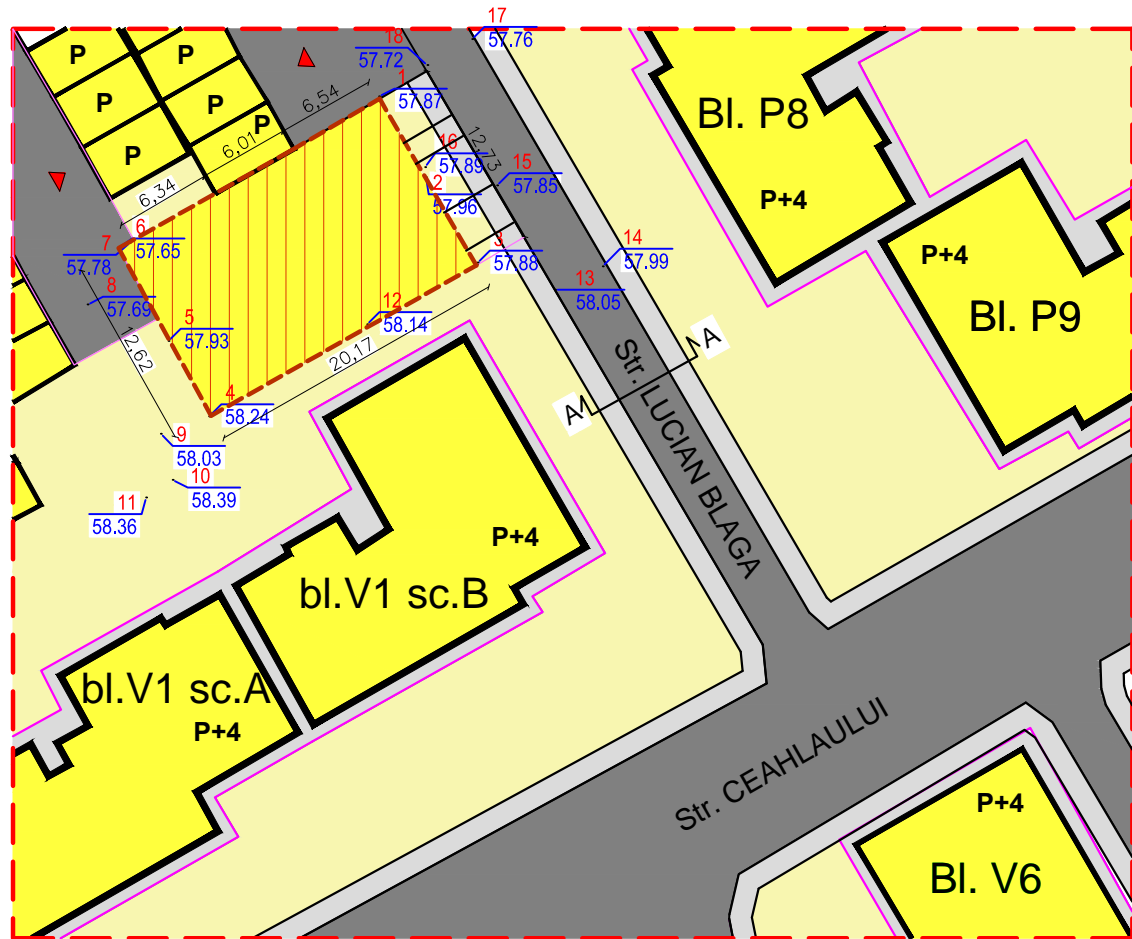 17
57.76
18
57.72
P
P
1
57.87
6,54
P
P
P
Bl. P8
6,01
12,73
P
16
57.89
15
57.85
P+4
6,34
2
57.96
6
57.65
7
57.78
3
57.88
14
57.99
P+4
8
57.69
13
58.05
12
58.14
Bl. P9
5
57.93
12,62
20,17
A
A
Str. LUCIAN BLAGA
4
58.24
9
58.03
10
58.39
11
58.36
P+4
bl.V1 sc.B
bl.V1 sc.A
P+4
Str. CEAHLAULUI
P+4
Bl. V6